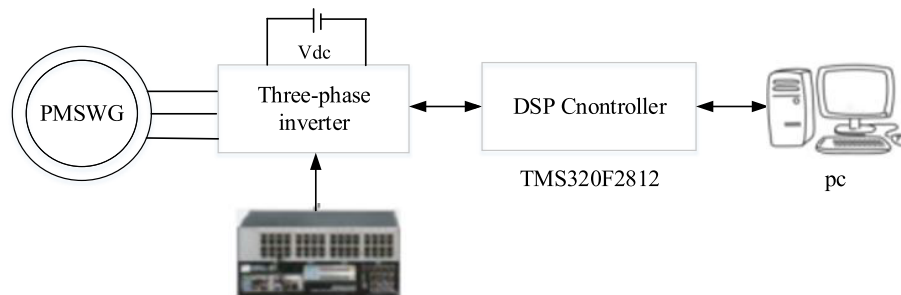 Vdc
PMSWG
Three-phase
inverter
DSP Cnontroller
TMS320F2812
pc